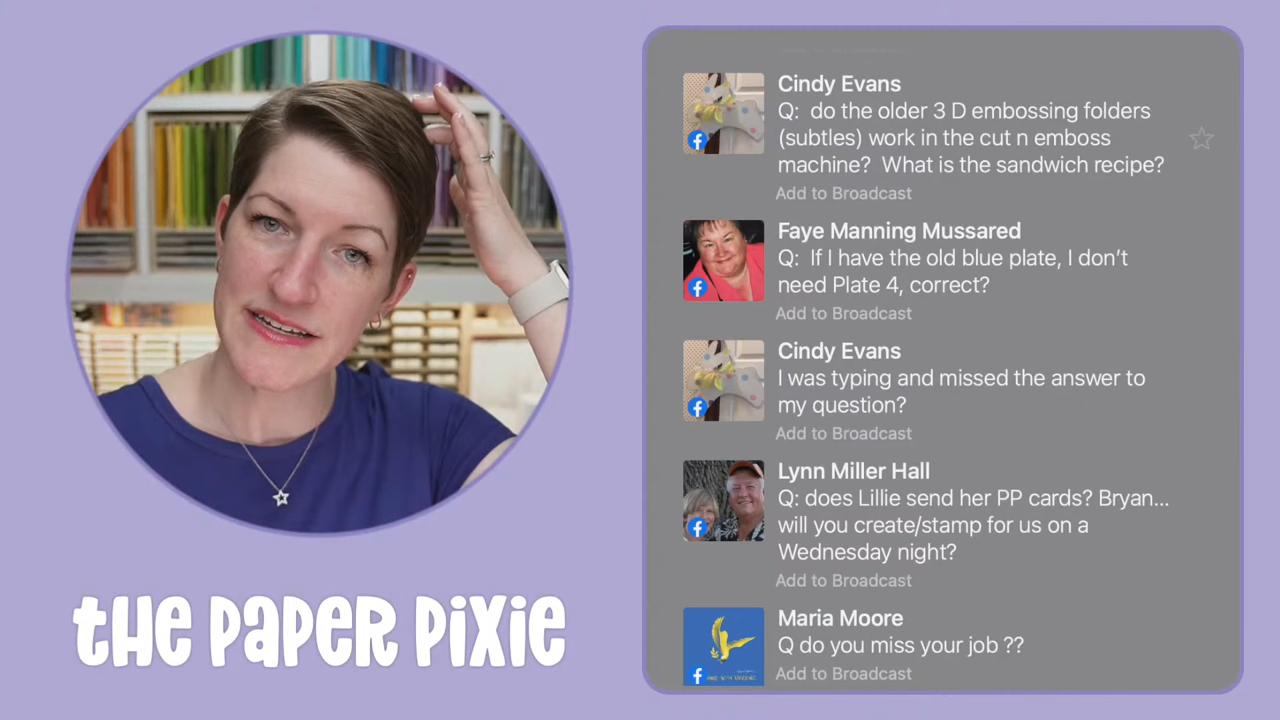 Cindy Evans
Q: do the older 3 D embossing folders
(subtles) work in the cut n emboss
machine? What is the sandwich recipe?
Add to Broadcast
Faye Manning Mussared
Q: If I have the old blue plate, I don't
need Plate 4, correct?
Add to Broadcast
Cindy Evans
I was typing and missed the answer to
my question?
Add to Broadcast
Lynn Miller Hall
Q: does Lillie send her PP cards? Bryan...
will you create/stamp for us on a
Wednesday night?
Add to Broadcast
Maria Moore
Q do you miss your job ??
Add to Broadcast
the PAPER PiXiE